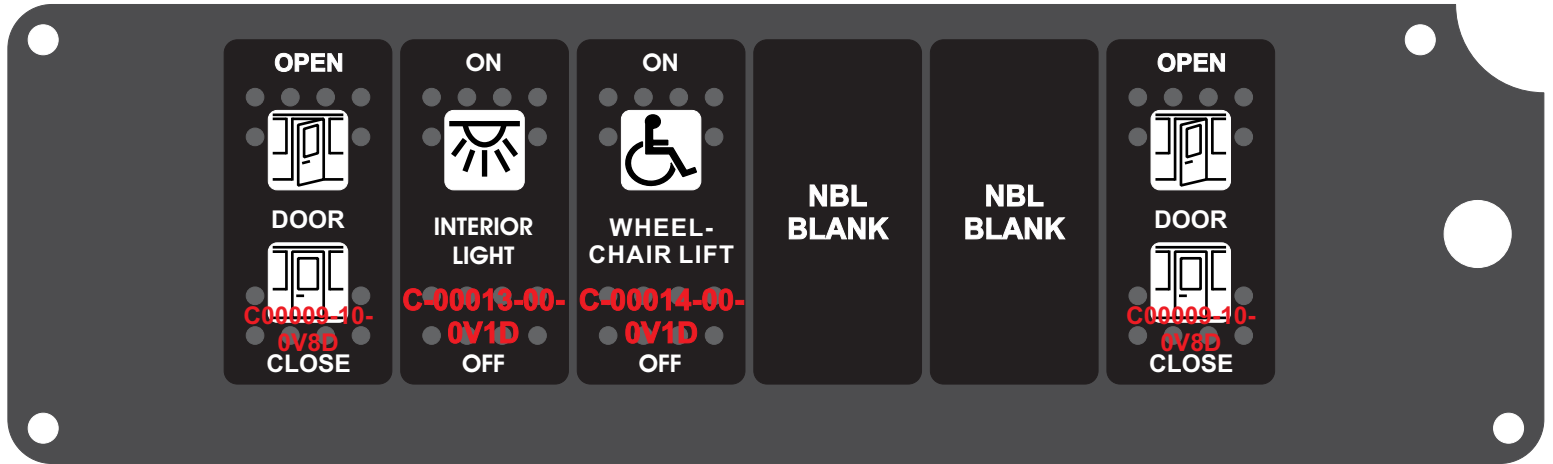 OPEN
DOOR
C00009-10-
0V8D
CLOSE
ON
INTERIOR
LIGHT
C-00013-00-
0V1D
OFF
ON
WHEEL-
CHAIR LIFT
C-00014-00-
0V1D
OFF
NBL
BLANK
NBL
BLANK
OPEN
DOOR
C00009-10-
0V8D
CLOSE